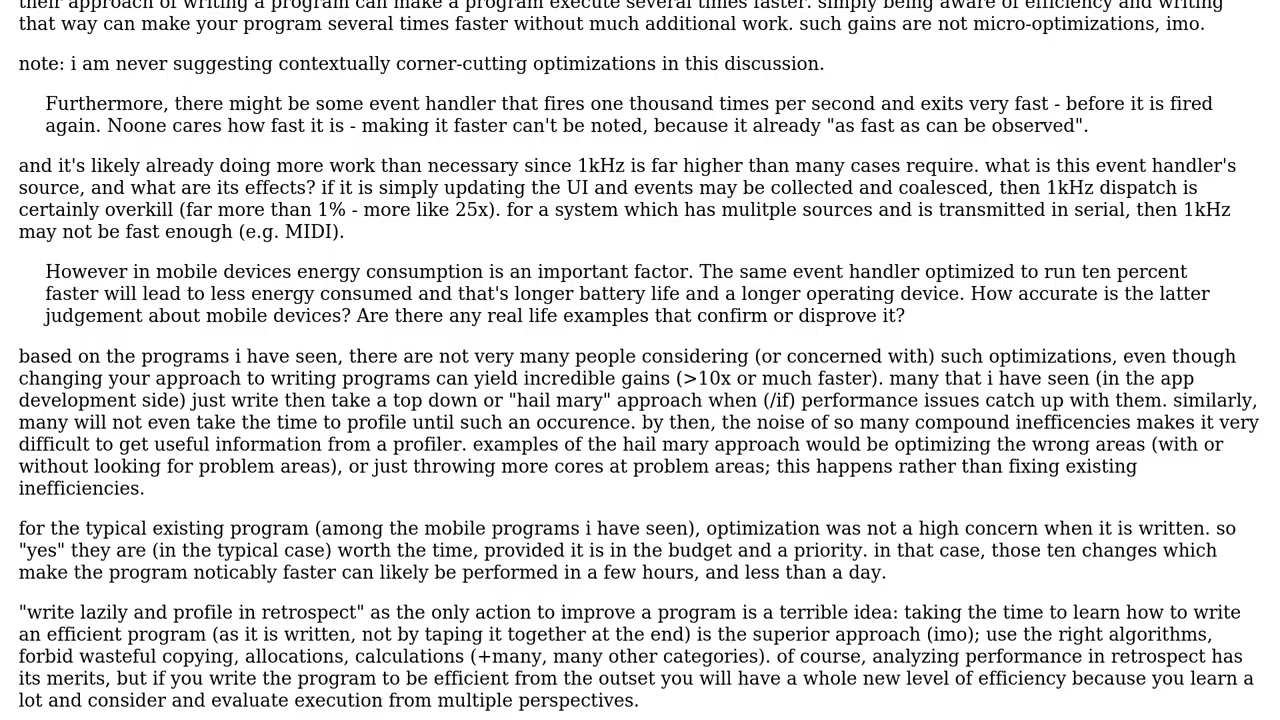 their approach of writing a program can make a program execute several times faster. simply being aware of efficiency and writing
that way can make your program several times faster without much additional work. such gains are not micro-optimizations, imo.
note: i am never suggesting contextually corner-cutting optimizations in this discussion.
Furthermore, there might be some event handler that fires one thousand times per second and exits very fast - before it is fired
again. Noone cares how fast it is - making it faster can't be noted, because it already "as fast as can be observed".
and it's likely already doing more work than necessary since 1kHz is far higher than many cases require. what is this event handler's
source, and what are its effects? if it is simply updating the UI and events may be collected and coalesced, then 1kHz dispatch is
certainly overkill (far more than 1% - more like 25x). for a system which has mulitple sources and is transmitted in serial, then 1kHz
may not be fast enough (e.g. MIDI).
However in mobile devices energy consumption is an important factor. The same event handler optimized to run ten percent
faster will lead to less energy consumed and that's longer battery life and a longer operating device. How accurate is the latter
judgement about mobile devices? Are there any real life examples that confirm or disprove it?
based on the programs i have seen, there are not very many people considering (or concerned with) such optimizations, even though
changing your approach to writing programs can yield incredible gains (>10x or much faster). many that i have seen (in the app
development side) just write then take a top down or "hail mary" approach when (/if) performance issues catch up with them. similarly,
many will not even take the time to profile until such an occurence. by then, the noise of so many compound inefficencies makes it very
difficult to get useful information from a profiler. examples of the hail mary approach would be optimizing the wrong areas (with or
without looking for problem areas), or just throwing more cores at problem areas; this happens rather than fixing existing
inefficiencies.
for the typical existing program (among the mobile programs i have seen), optimization was not a high concern when it is written. so
"yes" they are (in the typical case) worth the time, provided it is in the budget and a priority. in that case, those ten changes which
make the program noticably faster can likely be performed in a few hours, and less than a day.
"write lazily and profile in retrospect" as the only action to improve a program is a terrible idea: taking the time to learn how to write
an efficient program (as it is written, not by taping it together at the end) is the superior approach (imo); use the right algorithms,
forbid wasteful copying, allocations, calculations (+many, many other categories). of course, analyzing performance in retrospect has
its merits, but if you write the program to be efficient from the outset you will have a whole new level of efficiency because you learn a
lot and consider and evaluate execution from multiple perspectives.